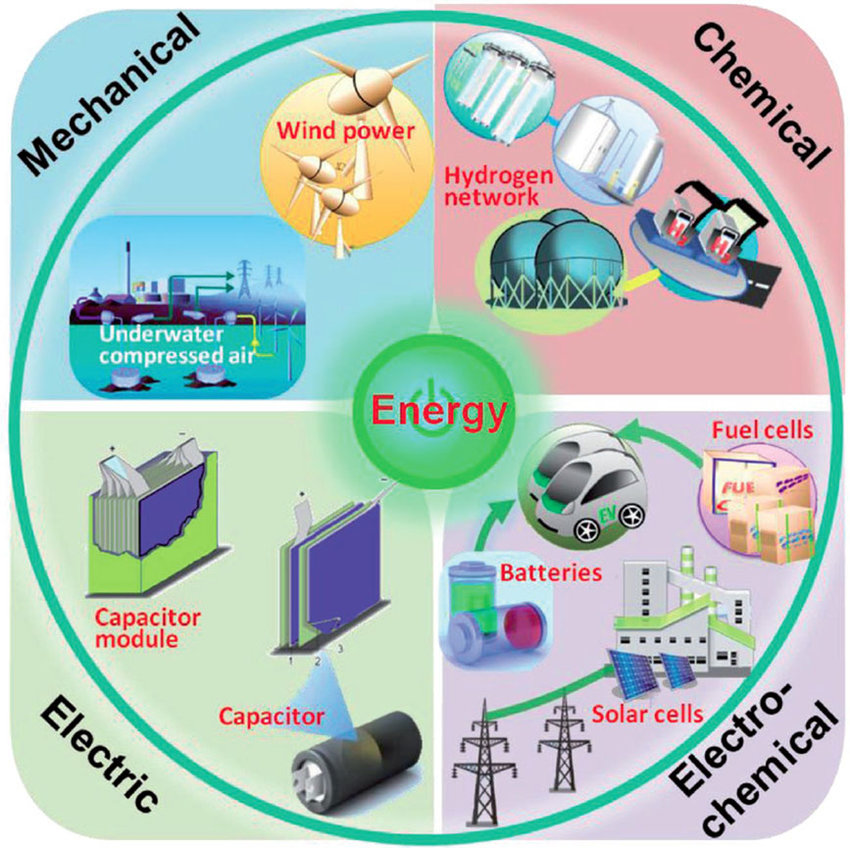 Mechanical
Chemical
Wind power
Hydrogen
network
H
H
Underwater
compressed air
Energy
+
-
Capacitor
module
+
-
1 2 3
Capacitor
Electric
Fuel cells
FUE
EV
Batteries
Solar cells
Electro-
chemical